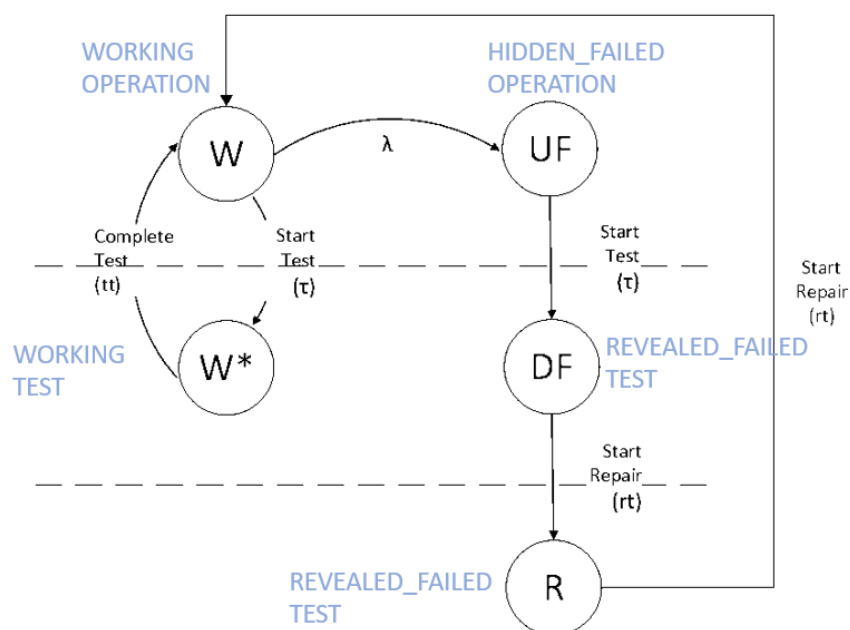 WORKING
OPERATION
HIDDEN_FAILED
OPERATION
W
λ
UF
Complete
Test
(tt)
Start
Test
(τ)
Start
Test
(τ)
Start
Repair
(rt)
WORKING
TEST
W*
DF
REVEALED_FAILED
TEST
Start
Repair
(rt)
REVEALED_FAILED
TEST
R